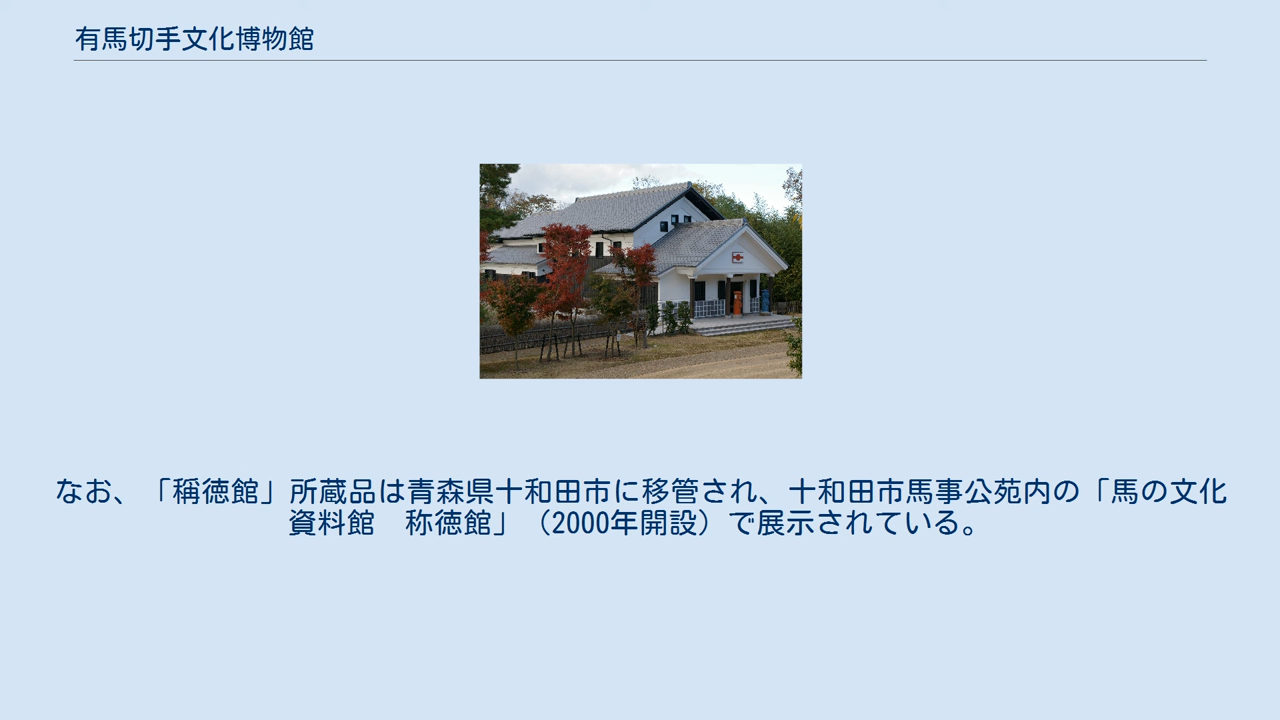 有馬切手文化博物館
なお、「稱徳館」所蔵品は青森県十和田市に移管され、十和田市馬事公苑内の「馬の文化
資料館　称徳館」（2000年開設）で展示されている。